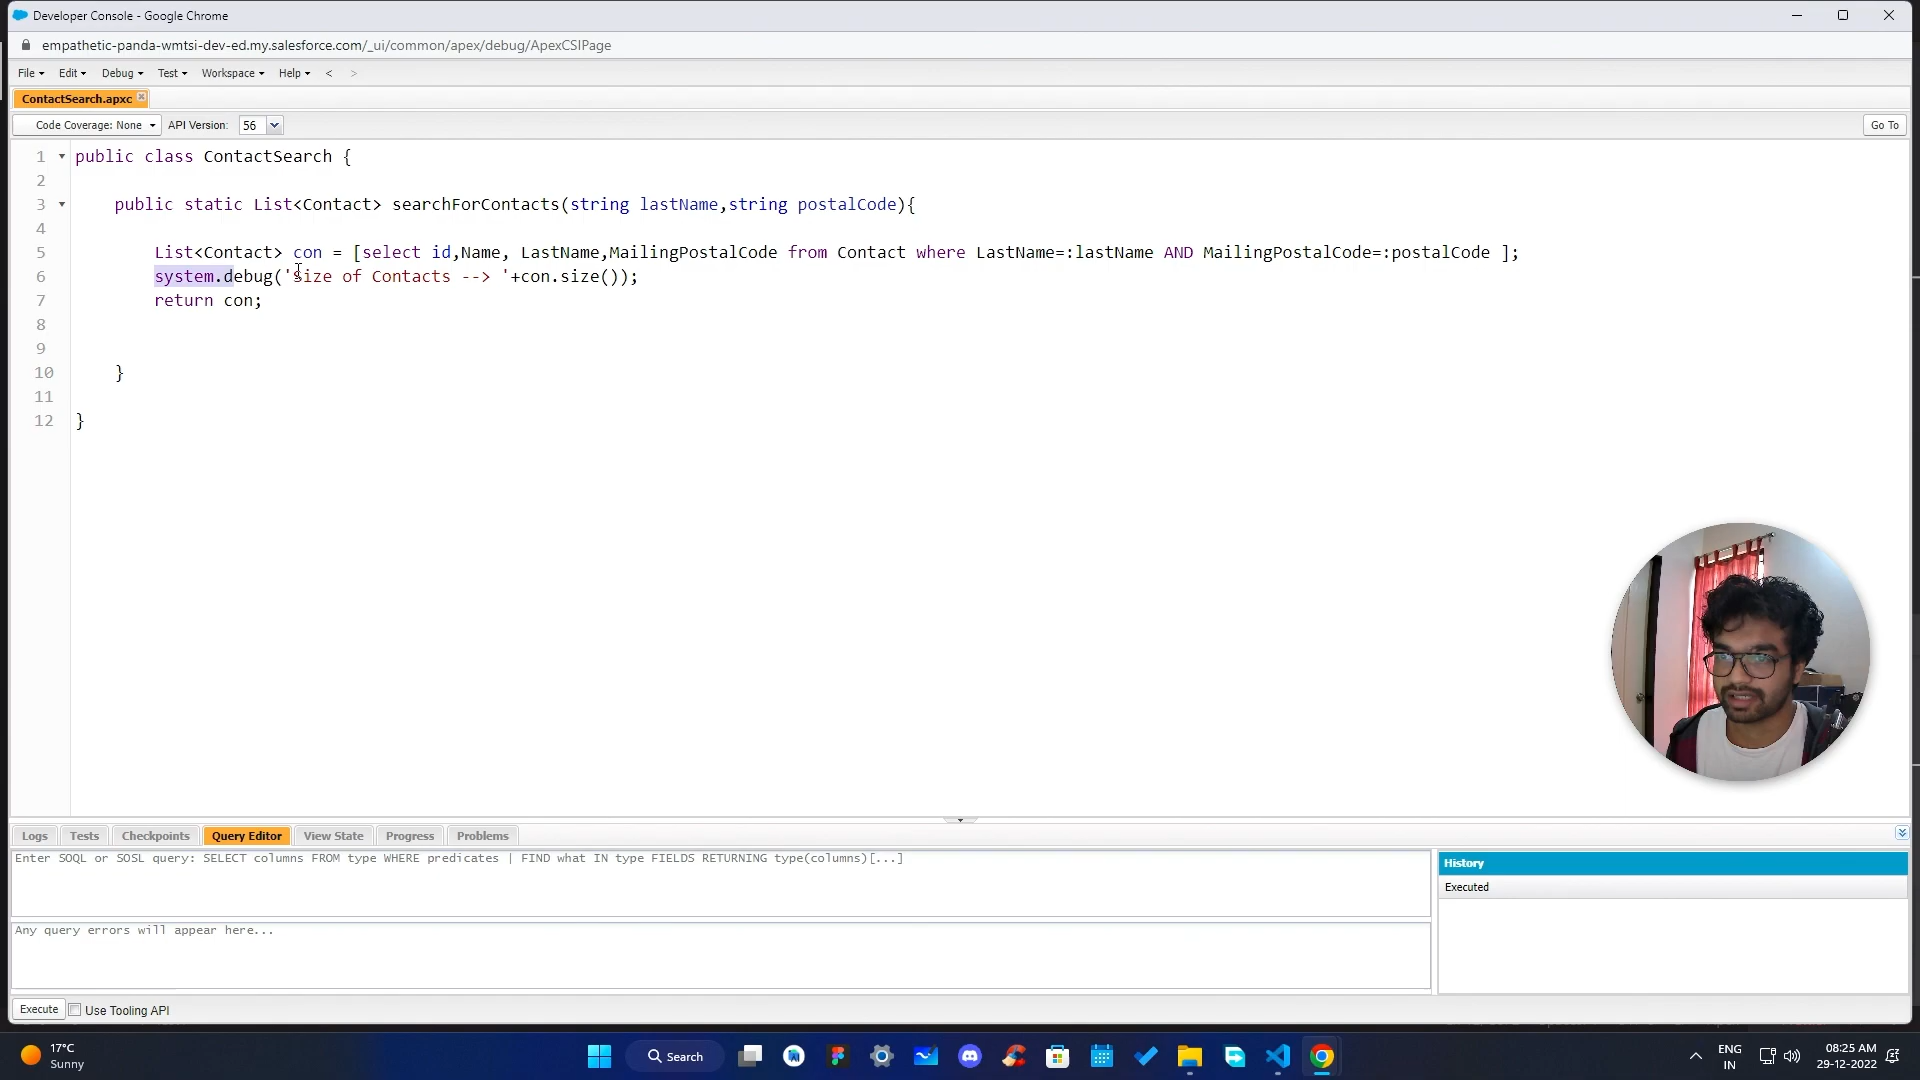 Developer Console - Google Chrome
empathetic-panda-wmtsi-dev-ed.my.salesforce.com/_ui/common/apex/debug/ApexCSIPage
File Edit Debug Test Workspace Help < >
ContactSearch.apxc
Code Coverage: None API Version: 56 Go To
1 public class ContactSearch {
2
3 public static List<Contact> searchForContacts(string lastName,string postalCode){
4
5 List<Contact> con = [select id,Name, LastName,MailingPostalCode from Contact where LastName=:lastName AND MailingPostalCode=:postalCode ];
6 system.debug('Size of Contacts --> '+con.size());
7 return con;
8
9
10 }
11
12 }
Logs Tests Checkpoints Query Editor View State Progress Problems
Enter SOQL or SOSL query: SELECT columns FROM type WHERE predicates | FIND what IN type FIELDS RETURNING type(columns)[...]
History
Executed
Any query errors will appear here...
Execute Use Tooling API
17°C
Sunny
Search
ENG
IN
08:25 AM
29-12-2022